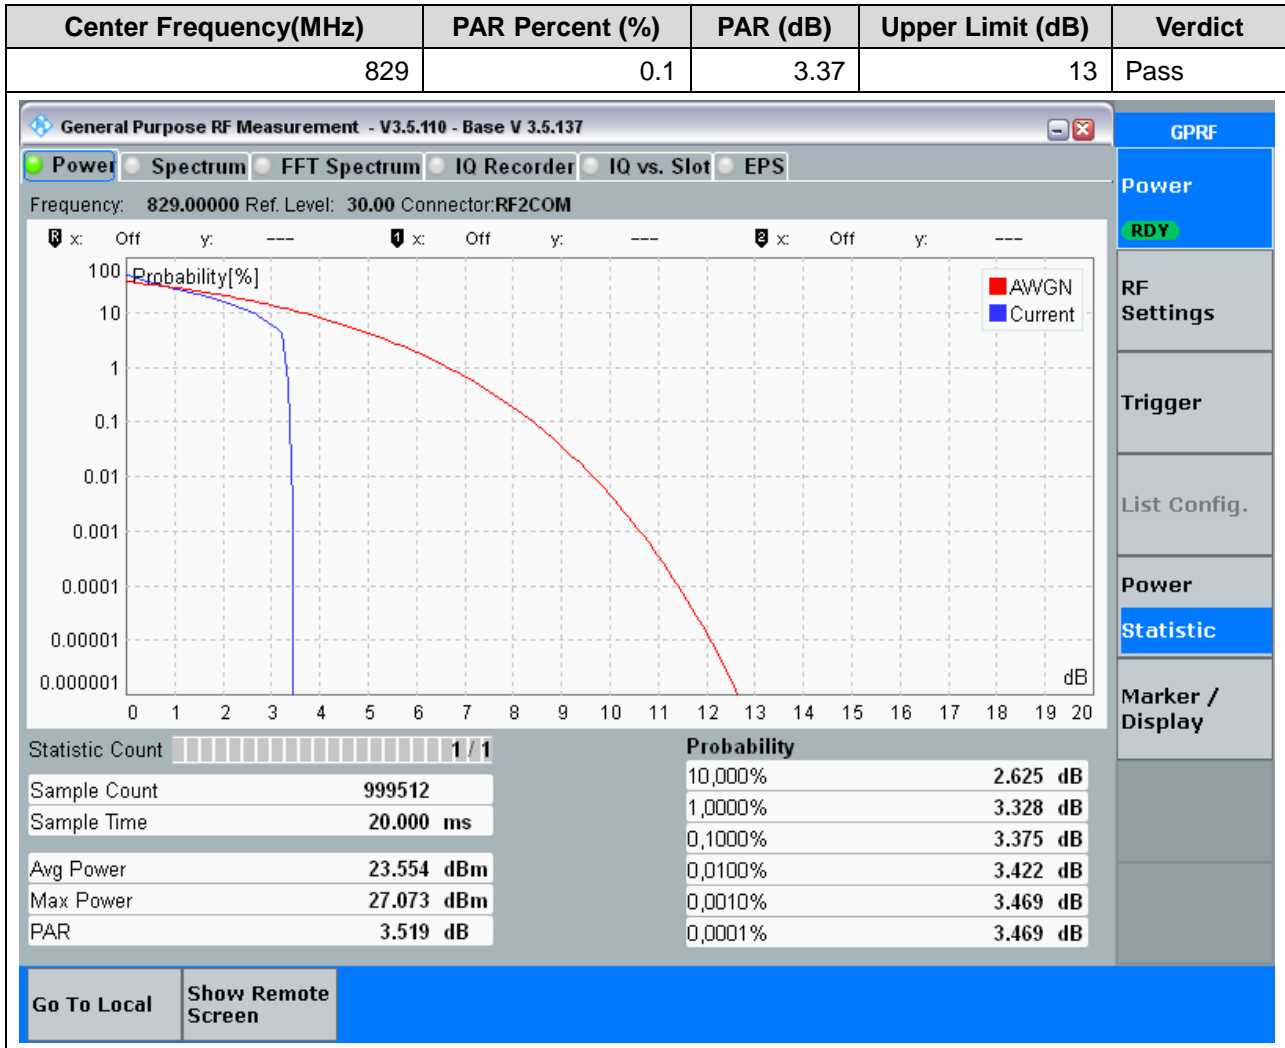 Center Frequency(MHz) PAR Percent (%) PAR (dB) Upper Limit (dB) Verdict
829 0.1 3.37 13 Pass
General Purpose RF Measurement - V3.5.110 - Base V 3.5.137
GPRF
Power Spectrum FFT Spectrum IQ Recorder IQ vs. Slot EPS
Frequency: 829.00000 Ref. Level: 30.00 Connector:RF2COM
R x: Off y: --- 1 x: Off y: --- 2 x: Off y: ---
Probability[%]
AWGN
Current
100
10
1
0.1
0.01
0.001
0.0001
0.00001
0.000001
dB
0 1 2 3 4 5 6 7 8 9 10 11 12 13 14 15 16 17 18 19 20
Statistic Count 1 / 1
Sample Count 999512
Sample Time 20.000 ms
Avg Power 23.554 dBm
Max Power 27.073 dBm
PAR 3.519 dB
Probability
10,000% 2.625 dB
1,0000% 3.328 dB
0,1000% 3.375 dB
0,0100% 3.422 dB
0,0010% 3.469 dB
0,0001% 3.469 dB
Power
RDY
RF
Settings
Trigger
List Config.
Power
Statistic
Marker /
Display
Go To Local
Show Remote
Screen